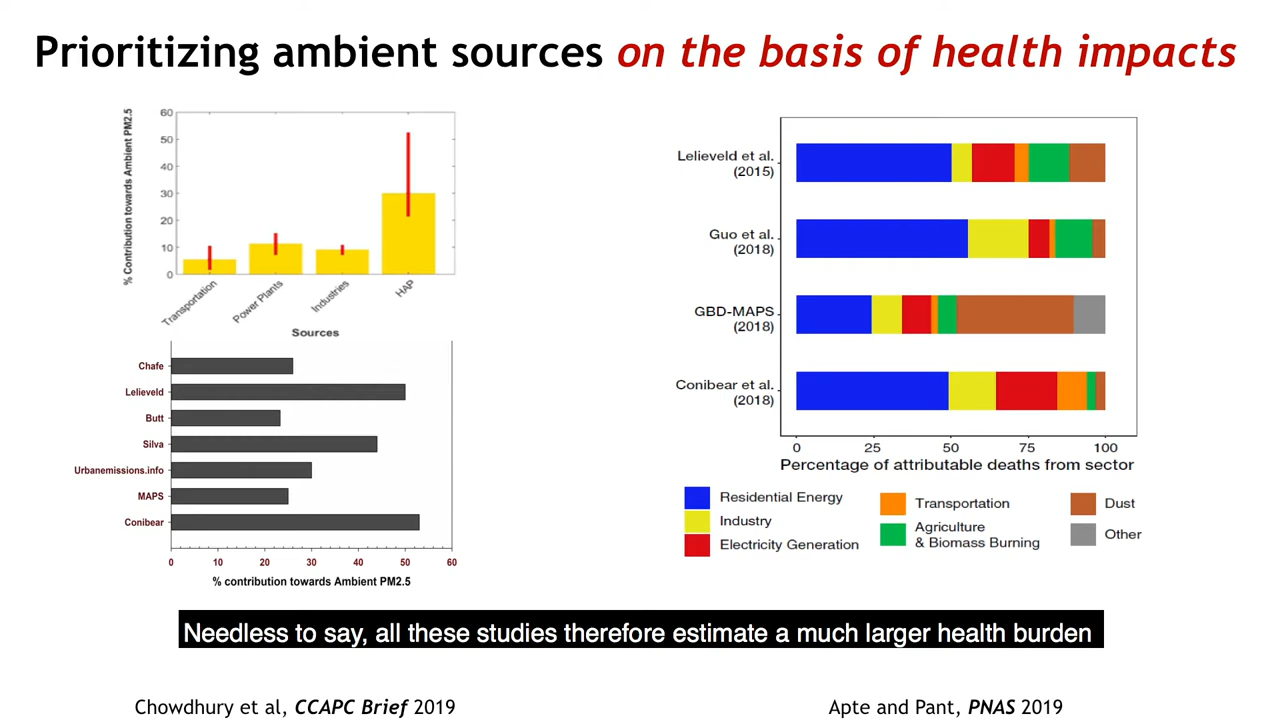 Prioritizing ambient sources on the basis of health impacts
% Contribution towards Ambient PM2.5
60
50
40
30
20
10
0
Transportation
Power Plants
Industries
HAP
Sources
Chafe
Lelieveld
Butt
Silva
Urbanemissions.info
MAPS
Conibear
0 10 20 30 40 50 60
% contribution towards Ambient PM2.5
Lelieveld et al.
(2015)
Guo et al.
(2018)
GBD-MAPS
(2018)
Conibear et al.
(2018)
0 25 50 75 100
Percentage of attributable deaths from sector
Residential Energy
Industry
Electricity Generation
Transportation
Agriculture
& Biomass Burning
Dust
Other
Needless to say, all these studies therefore estimate a much larger health burden
Chowdhury et al, CCAPC Brief 2019
Apte and Pant, PNAS 2019